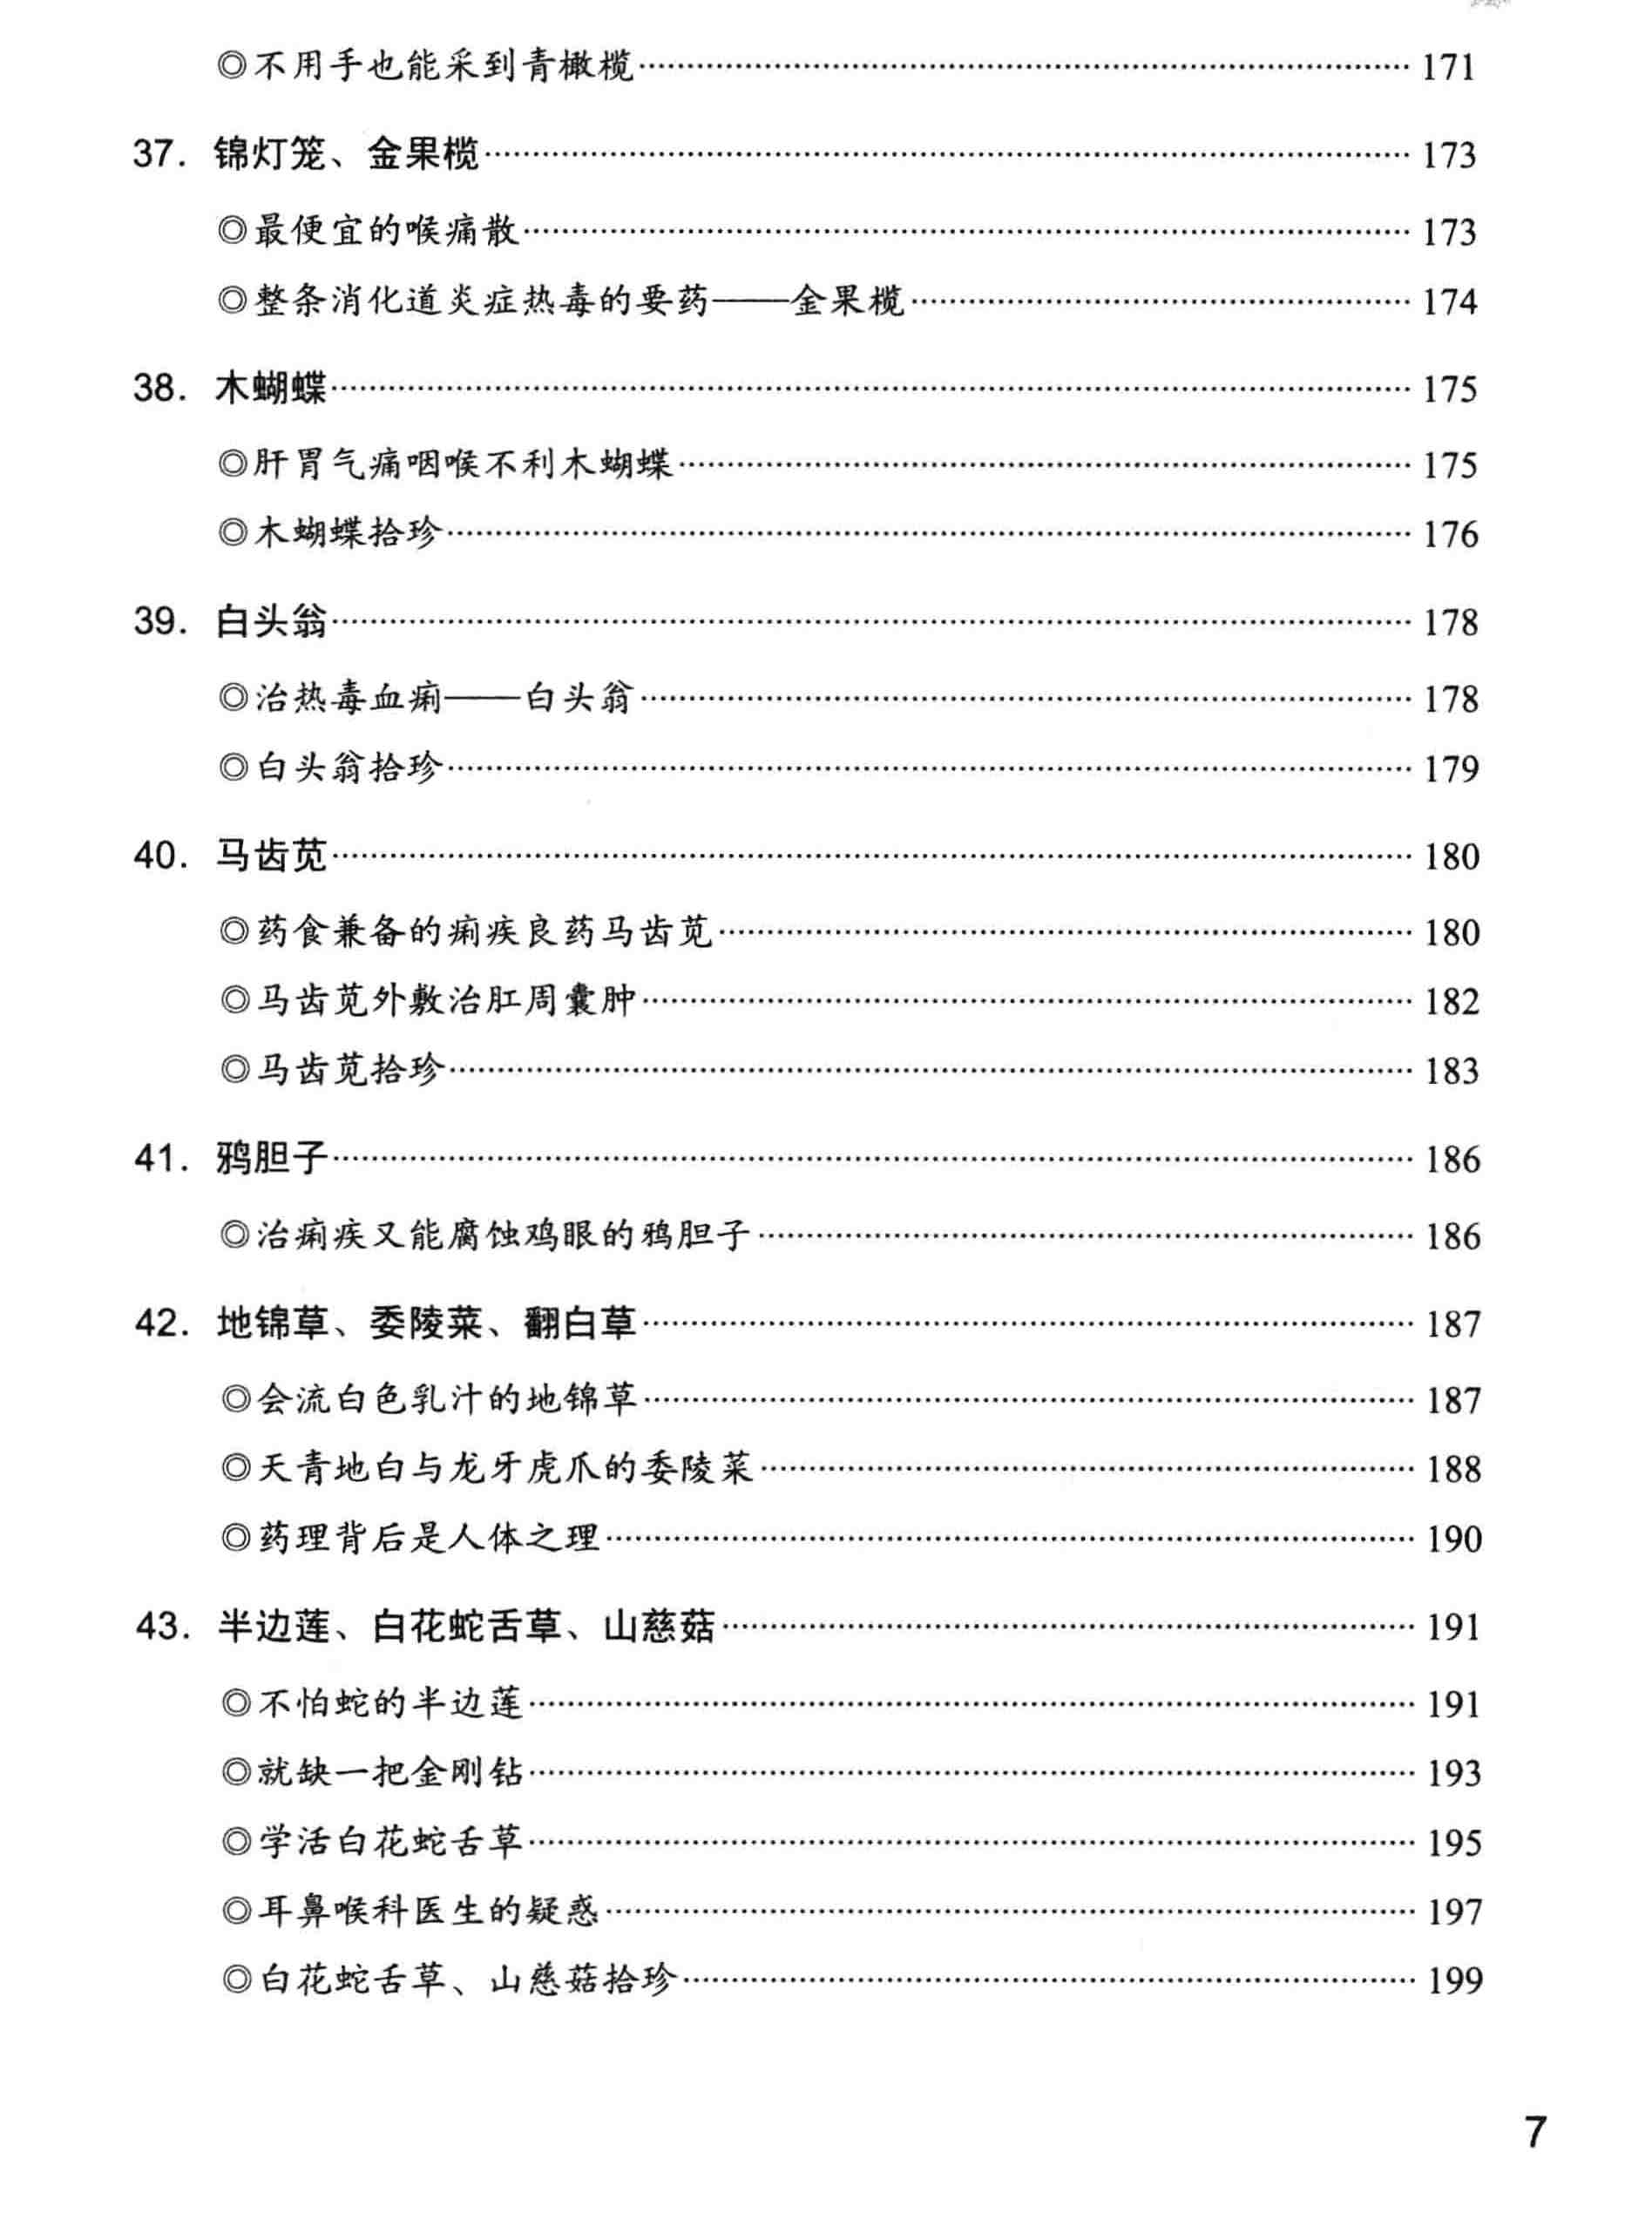 ◎不用手也能采到青橄榄……171
37. 锦灯笼、金果榄……173
◎最便宜的喉痛散……173
◎整条消化道炎症热毒的要药——金果榄……174
38. 木蝴蝶……175
◎肝胃气痛咽喉不利木蝴蝶……175
◎木蝴蝶拾珍……176
39. 白头翁……178
◎治热毒血痢——白头翁……178
◎白头翁拾珍……179
40. 马齿苋……180
◎药食兼备的痢疾良药马齿苋……180
◎马齿苋外敷治肛周囊肿……182
◎马齿苋拾珍……183
41. 鸦胆子……186
◎治痢疾又能腐蚀鸡眼的鸦胆子……186
42. 地锦草、委陵菜、翻白草……187
◎会流白色乳汁的地锦草……187
◎天青地白与龙牙虎爪的委陵菜……188
◎药理背后是人体之理……190
43. 半边莲、白花蛇舌草、山慈菇……191
◎不怕蛇的半边莲……191
◎就缺一把金刚钻……193
◎学活白花蛇舌草……195
◎耳鼻喉科医生的疑惑……197
◎白花蛇舌草、山慈菇拾珍……199
7